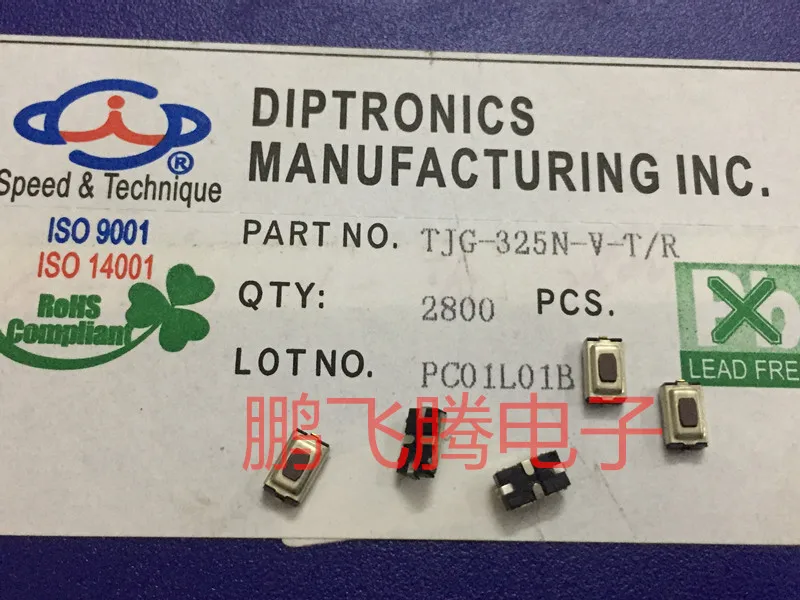 DIPTRONICS
MANUFACTURING INC.
®
Speed & Technique
ISO 9001
ISO 14001
RoHS
Compliant
PART NO. TJG-325N-V-T/R
QTY: 2800 PCS.
LOT NO. PC01L01B
Pb
LEAD FRE
鹏飞腾电子